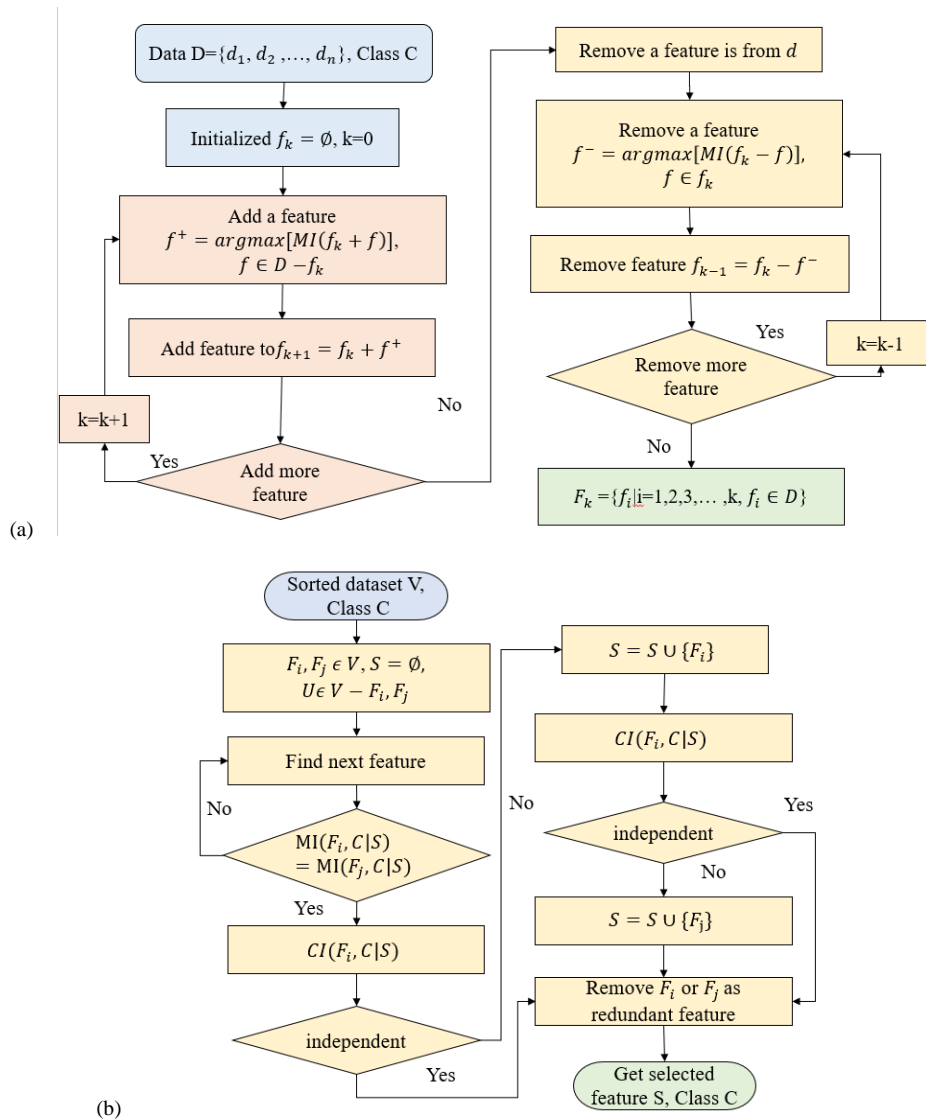 Data D={d₁, d₂ ,…, dₙ}, Class C
Initialized fₖ = ∅, k=0
Add a feature
f⁺ = argmax[MI(fₖ + f)],
f ∈ D −fₖ
Add feature tofₖ₊₁ = fₖ + f⁺
k=k+1
Yes
Add more
feature
No
Remove a feature is from d
Remove a feature
f⁻ = argmax[MI(fₖ − f)],
f ∈ fₖ
Remove feature fₖ₋₁ = fₖ − f⁻
Yes
k=k-1
Remove more
feature
No
Fₖ ={fᵢ|i=1,2,3,… ,k, fᵢ ∈ D}
(a)
Sorted dataset V,
Class C
Fᵢ, Fⱼ ϵ V, S = ∅,
Uϵ V − Fᵢ, Fⱼ
Find next feature
No
MI(Fᵢ, C|S)
= MI(Fⱼ, C|S)
Yes
CI(Fᵢ, C|S)
independent
Yes
No
S = S ∪ {Fᵢ}
CI(Fᵢ, C|S)
Yes
independent
No
S = S ∪ {Fⱼ}
Remove Fᵢ or Fⱼ as
redundant feature
Get selected
feature S, Class C
(b)